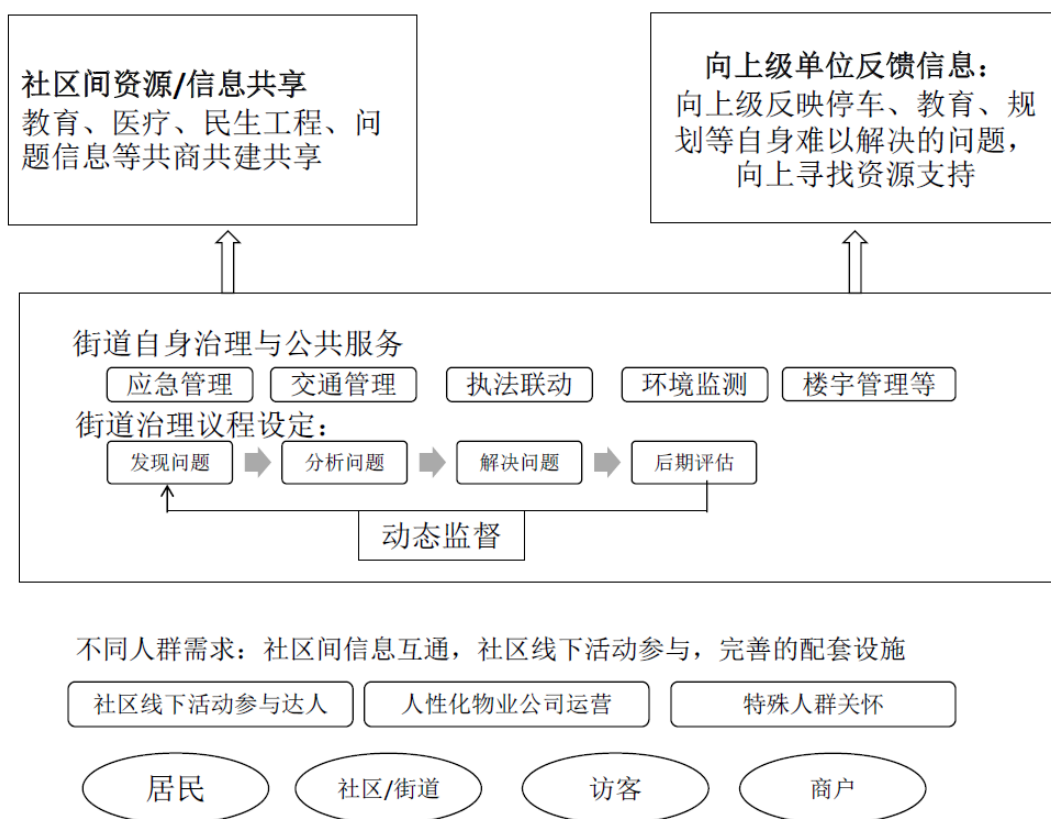 社区间资源/信息共享
教育、医疗、民生工程、问
题信息等共商共建共享
向上级单位反馈信息：
向上级反映停车、教育、规
划等自身难以解决的问题，
向上寻找资源支持
街道自身治理与公共服务
应急管理
交通管理
执法联动
环境监测
楼宇管理等
街道治理议程设定：
发现问题
分析问题
解决问题
后期评估
动态监督
不同人群需求：社区间信息互通，社区线下活动参与，完善的配套设施
社区线下活动参与达人
人性化物业公司运营
特殊人群关怀
居民
社区/街道
访客
商户